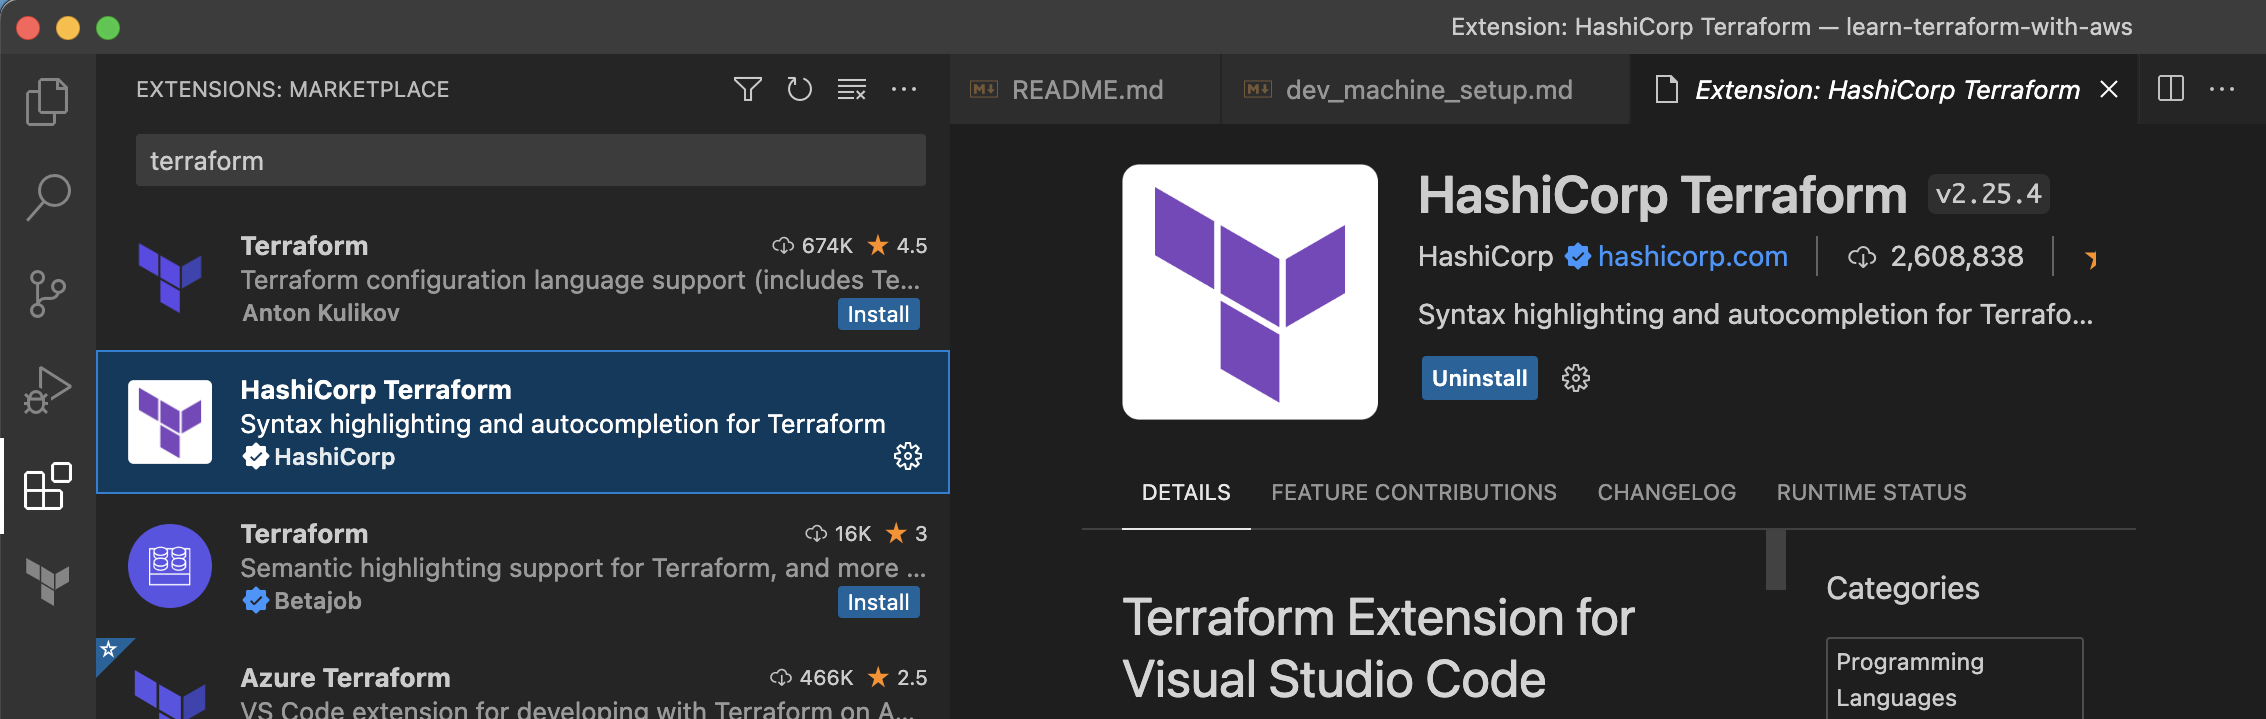 Extension: HashiCorp Terraform — learn-terraform-with-aws
EXTENSIONS: MARKETPLACE
terraform
Terraform 674K 4.5
Terraform configuration language support (includes Te...
Anton Kulikov Install
HashiCorp Terraform
Syntax highlighting and autocompletion for Terraform
HashiCorp
Terraform 16K 3
Semantic highlighting support for Terraform, and more ...
Betajob Install
Azure Terraform 466K 2.5
VS Code extension for developing with Terraform on A...
README.md dev_machine_setup.md Extension: HashiCorp Terraform
HashiCorp Terraform v2.25.4
HashiCorp hashicorp.com 2,608,838
Syntax highlighting and autocompletion for Terrafo...
Uninstall
DETAILS FEATURE CONTRIBUTIONS CHANGELOG RUNTIME STATUS
Terraform Extension for
Visual Studio Code
Categories
Programming
Languages